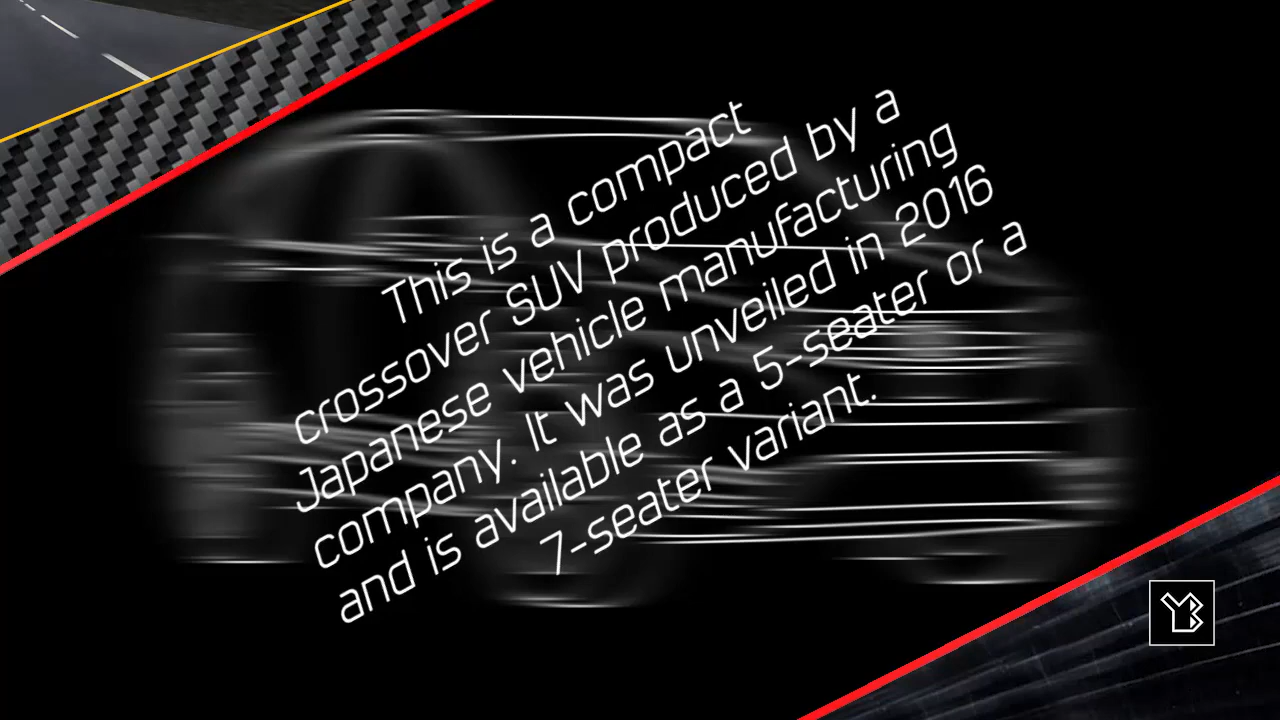 This is a compact
crossover SUV produced by a
Japanese vehicle manufacturing
company. It was unveiled in 2016
and is available as a 5-seater or a
7-seater variant.
YB